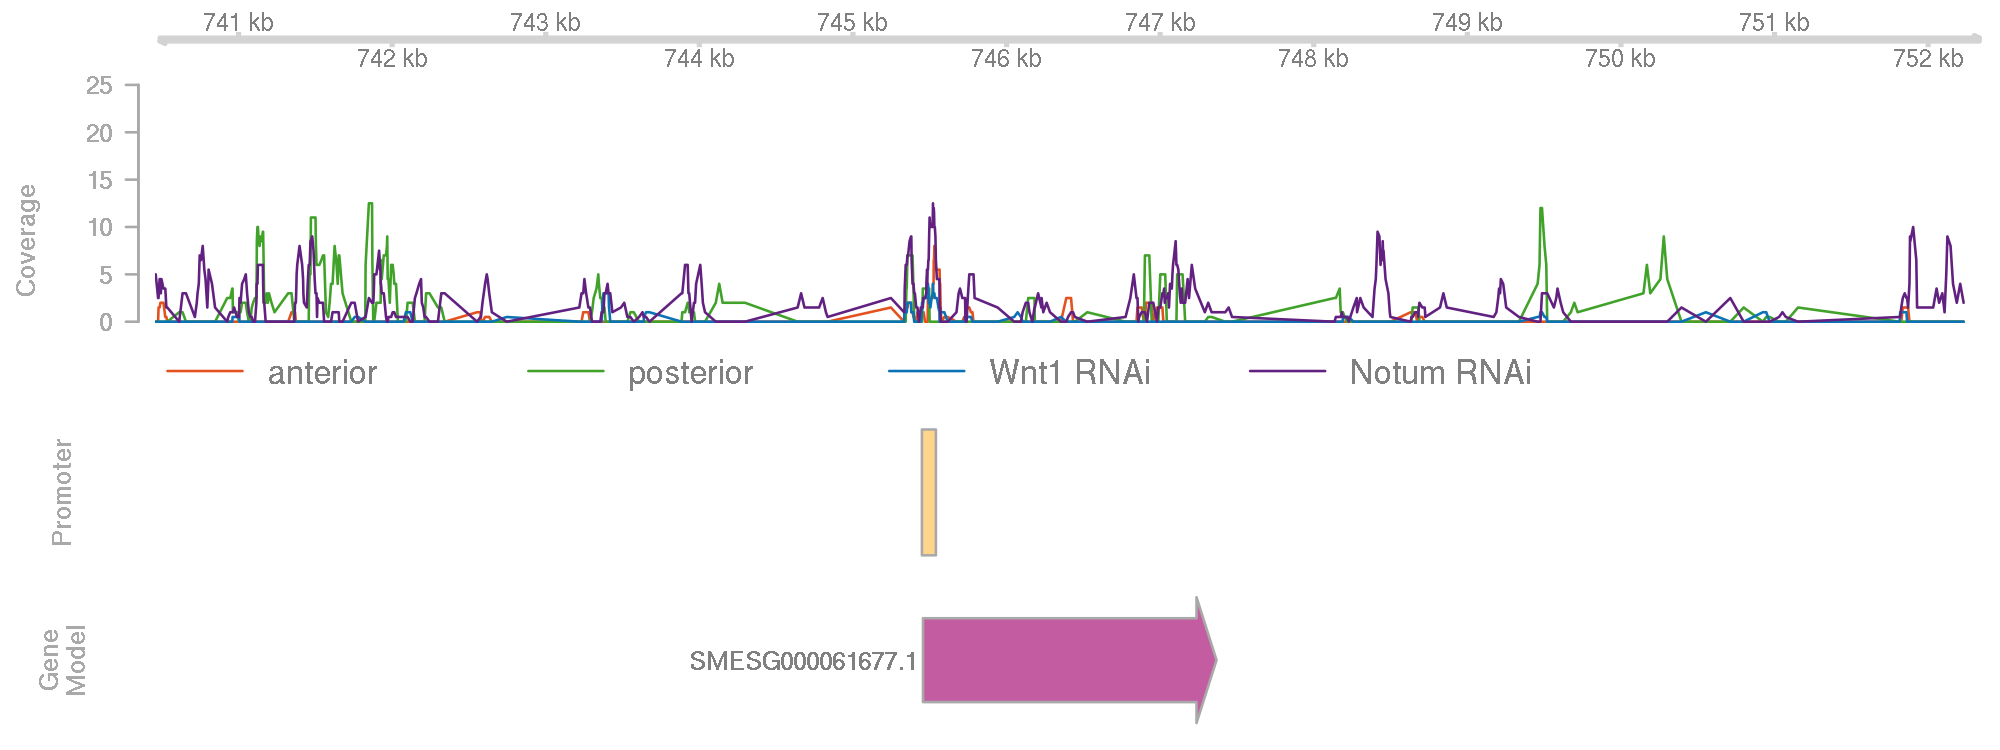 741 kb 743 kb 745 kb 747 kb 749 kb 751 kb
742 kb 744 kb 746 kb 748 kb 750 kb 752 kb
25
20
15
10
5
0
Coverage
anterior posterior Wnt1 RNAi Notum RNAi
Promoter
Gene
Model
SMESG000061677.1